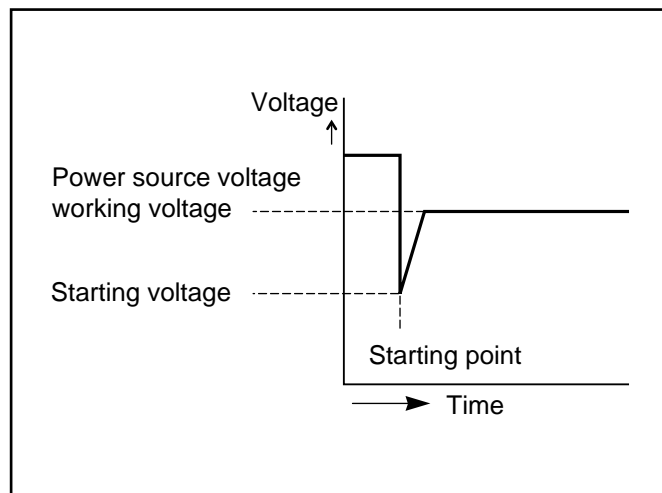 Voltage
Power source voltage
working voltage
Starting voltage
Starting point
Time